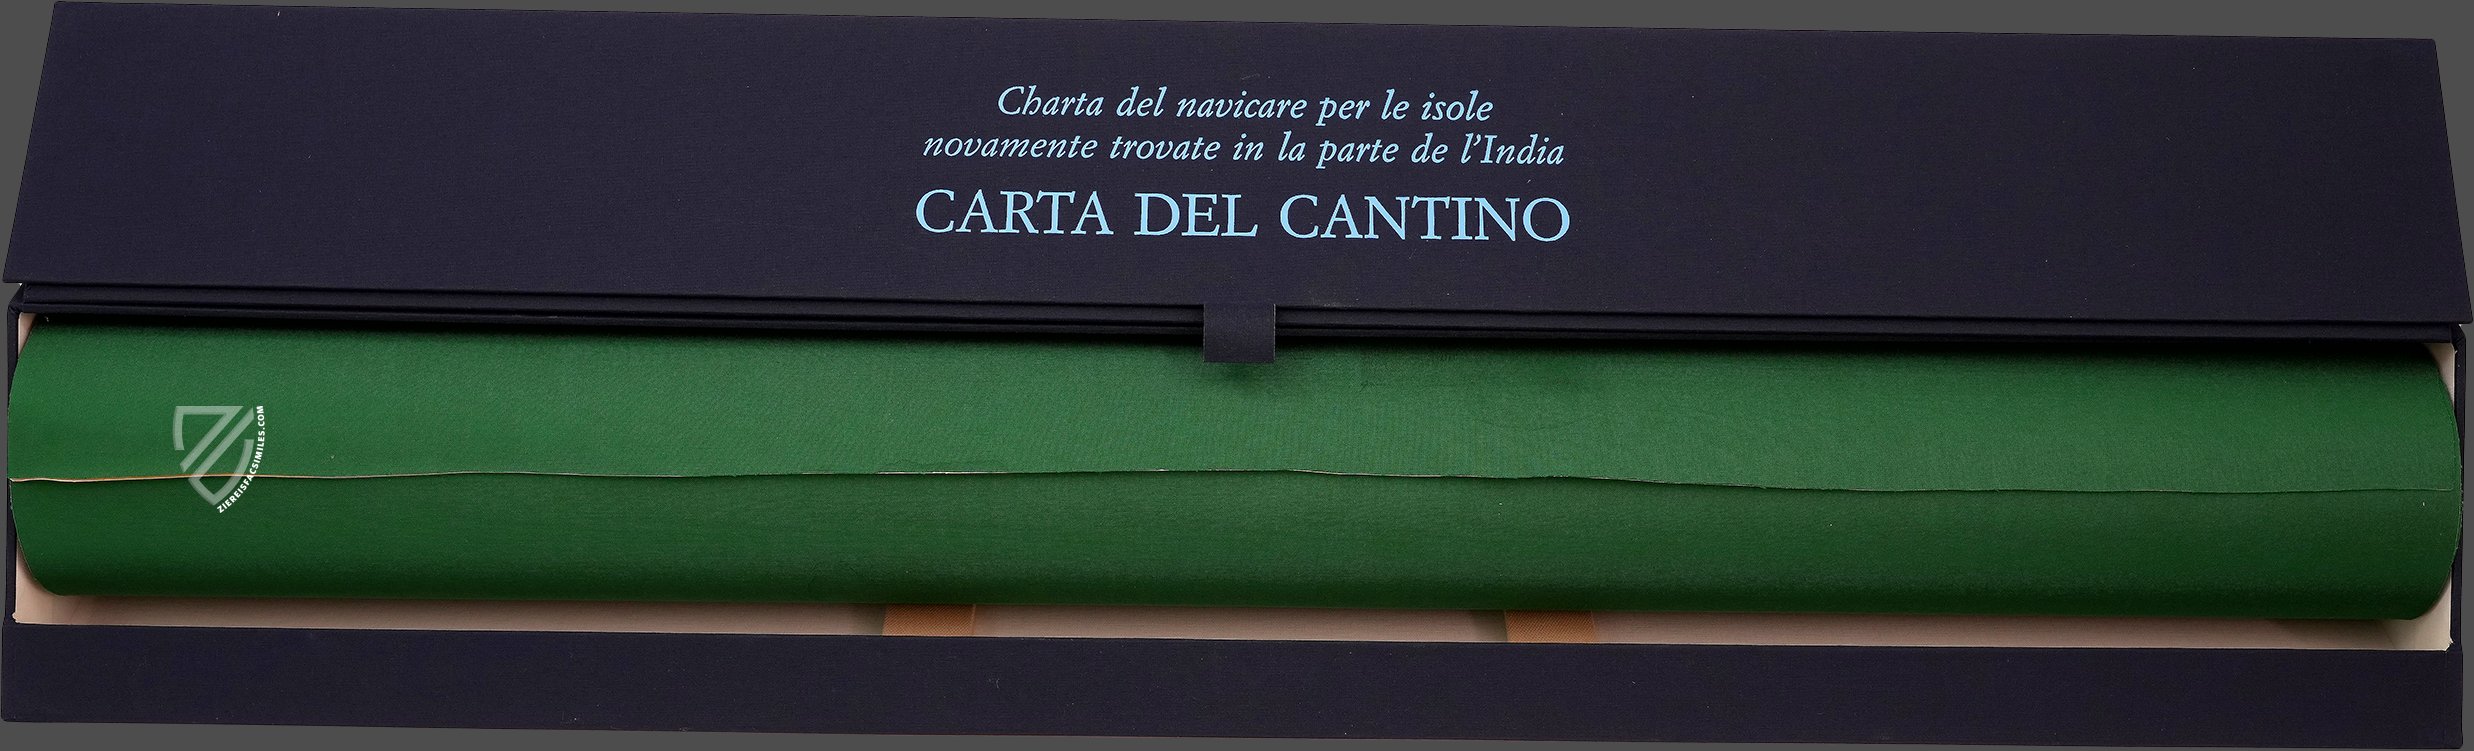 Charta del navicare per le isole
novamente trovate in la parte de l'India
CARTA DEL CANTINO
ZIEREISFACSIMILES.COM